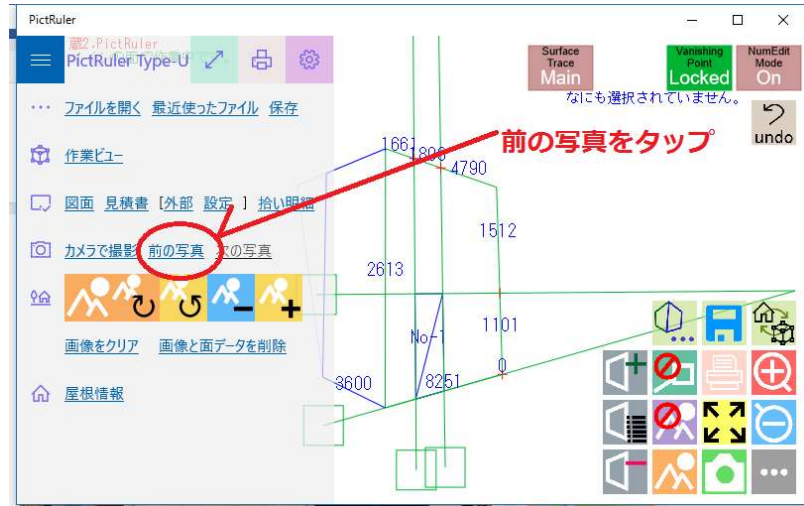 PictRuler
蔵2.PictRuler
PictRuler Type-U
Surface Trace Main
Vanishing Point Locked
NumEdit Mode On
なにも選択されていません。
undo
ファイルを開く 最近使ったファイル 保存
作業ビュー
図面 見積書 [外部 設定 ] 拾い明細
カメラで撮影 前の写真 次の写真
画像をクリア 画像と面データを削除
屋根情報
前の写真をタップ
1661
1806
4790
1512
2613
1101
No-1
0
3600
8251